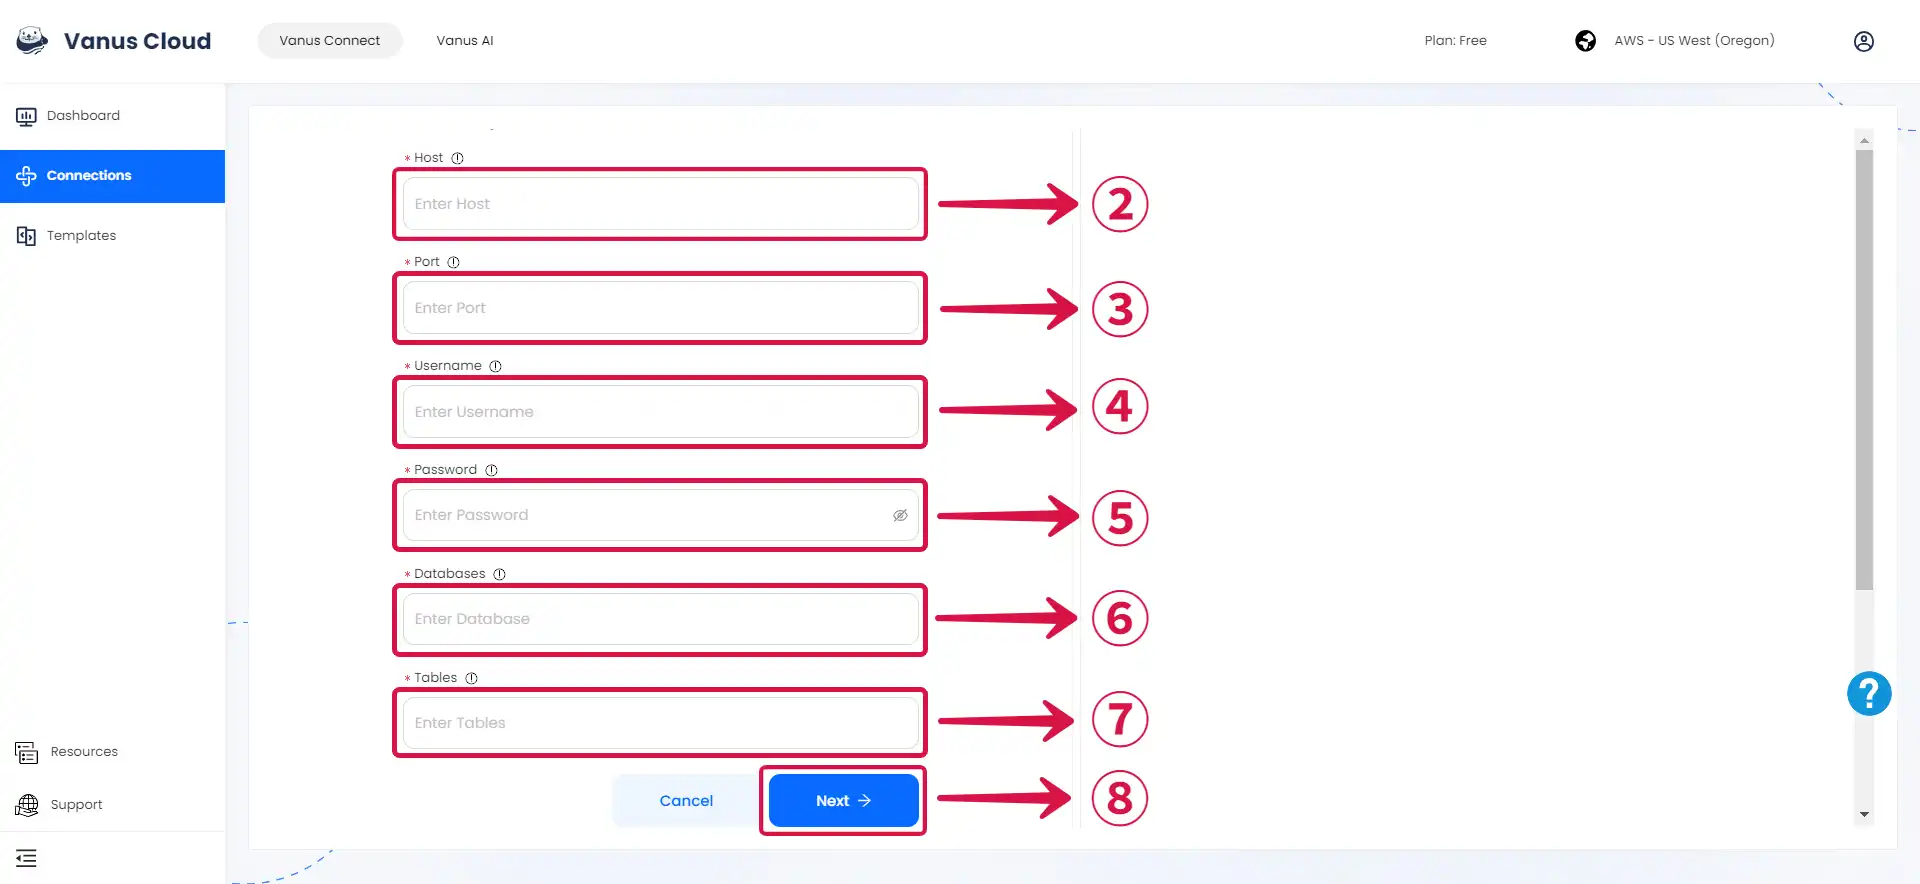 Vanus Cloud
Vanus Connect
Vanus AI
Plan: Free
AWS - US West (Oregon)
Dashboard
Connections
Templates
Resources
Support
* Host
Enter Host
②
* Port
Enter Port
③
* Username
Enter Username
④
* Password
Enter Password
⑤
* Databases
Enter Database
⑥
* Tables
Enter Tables
⑦
Cancel
Next →
⑧
?